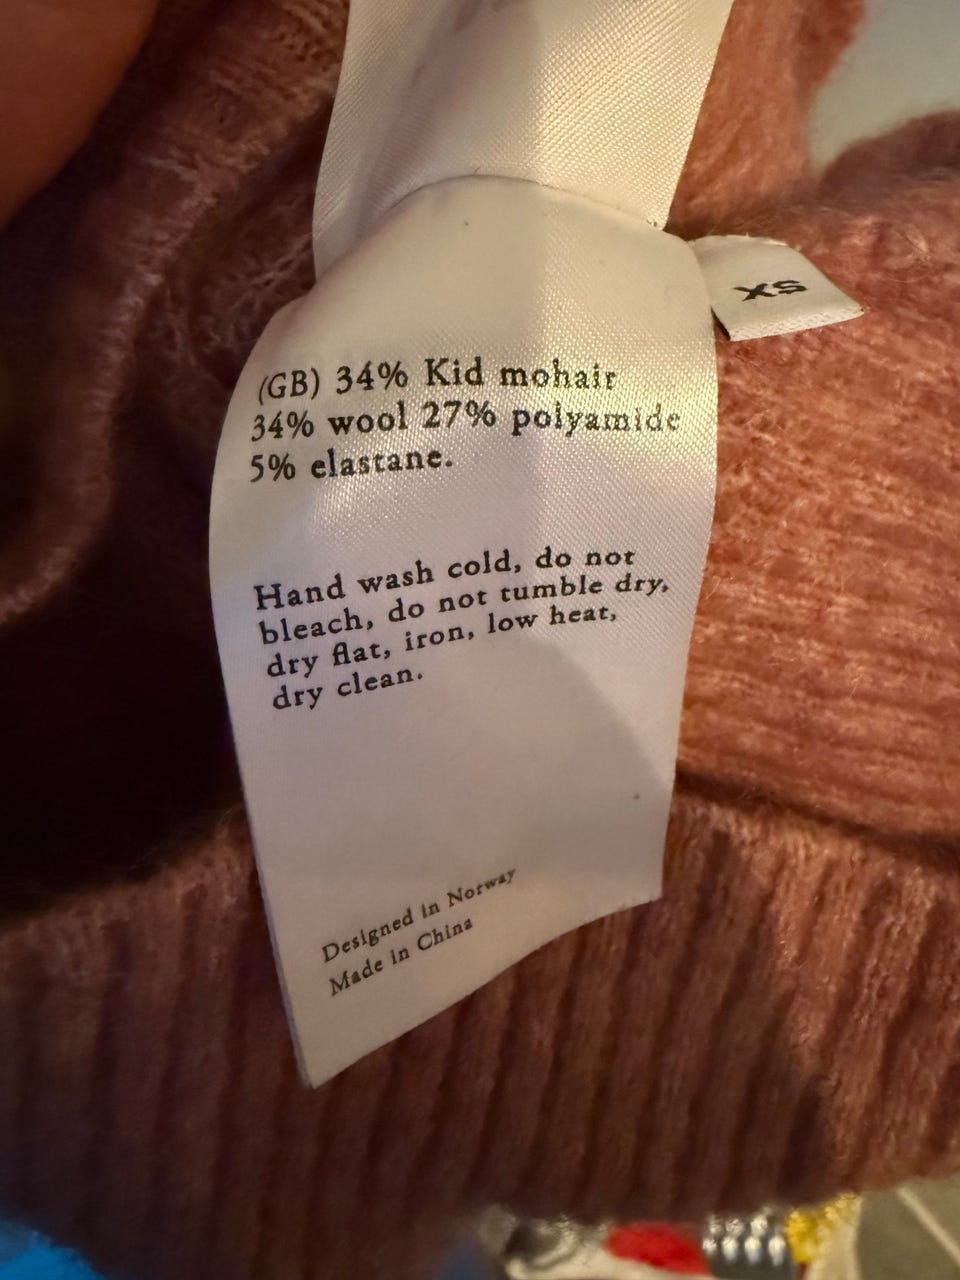 XS
(GB) 34% Kid mohair
34% wool 27% polyamide
5% elastane.
Hand wash cold, do not
bleach, do not tumble dry,
dry flat, iron, low heat,
dry clean.
Designed in Norway
Made in China